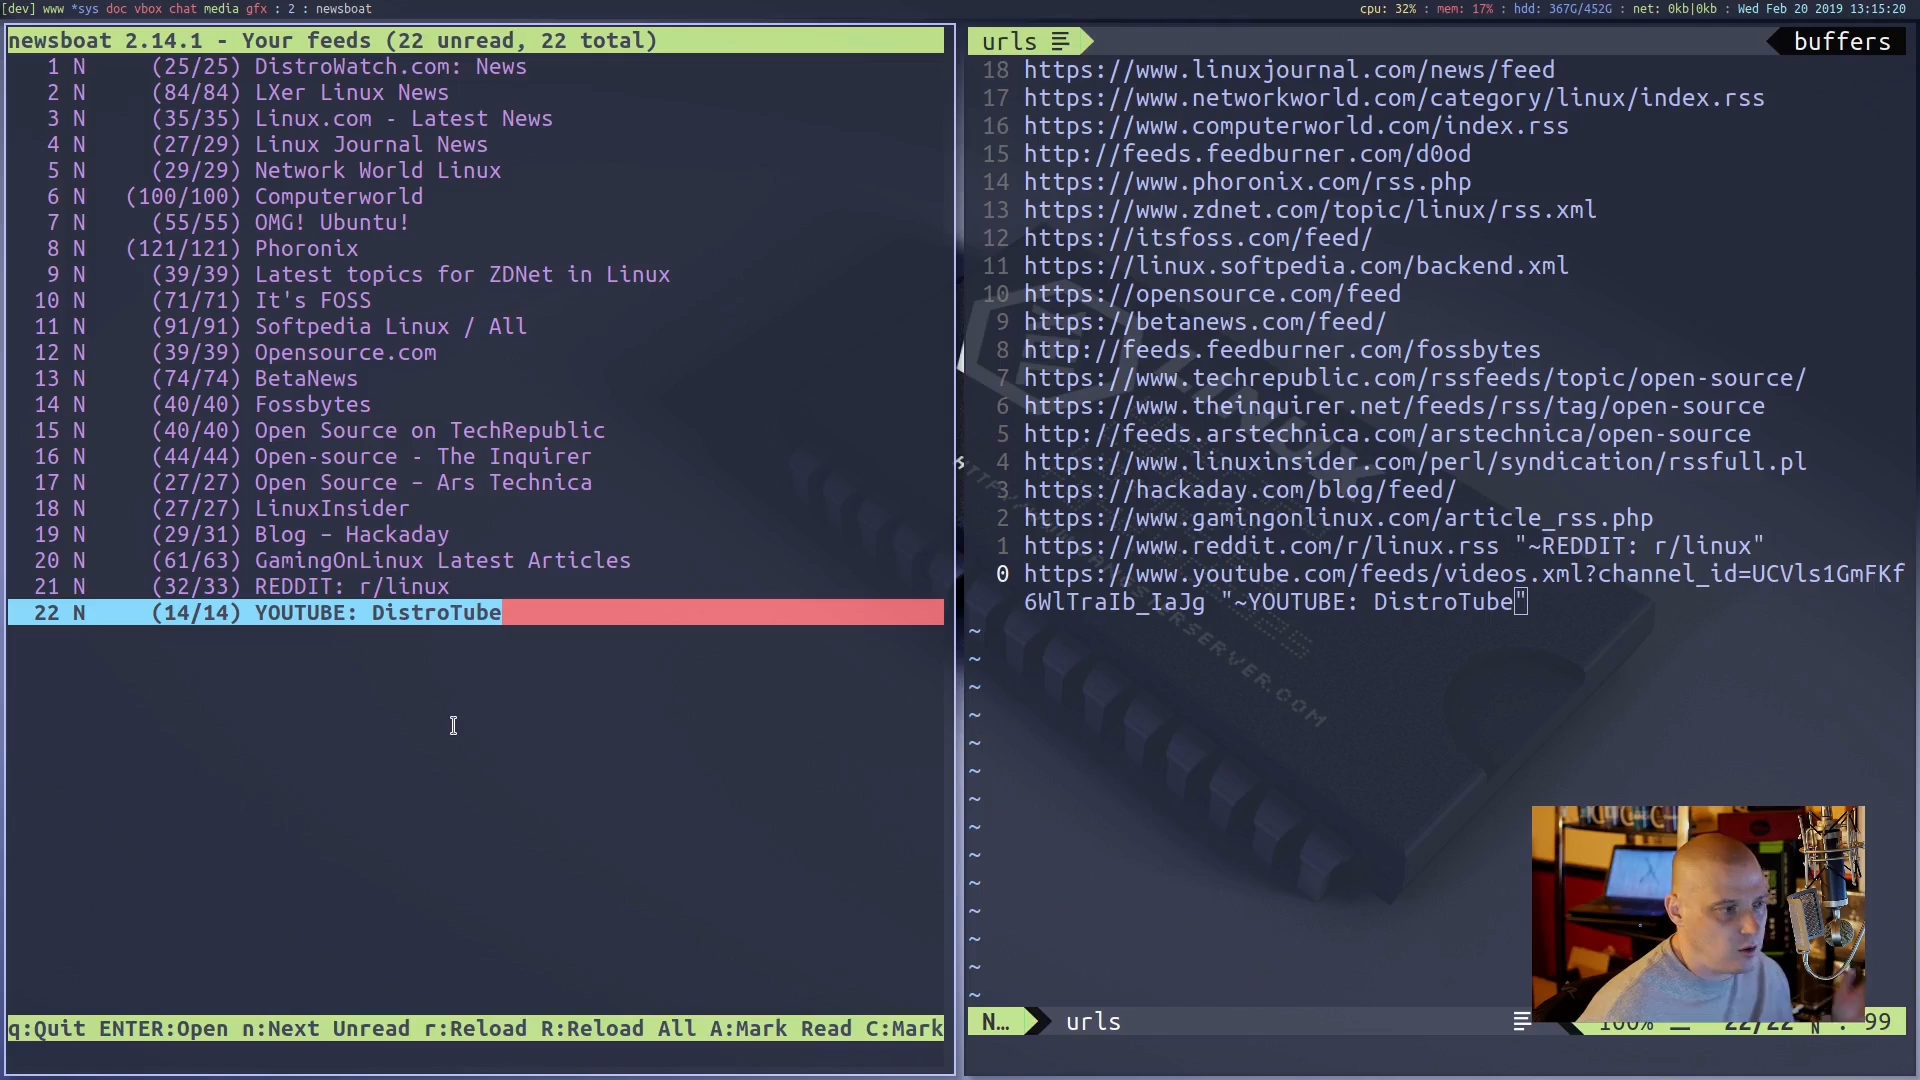 [dev] www *sys doc vbox chat media gfx : 2 : newsboat
cpu: 32% : mem: 17% : hdd: 367G/452G : net: 0kb|0kb : Wed Feb 20 2019 13:15:20
newsboat 2.14.1 - Your feeds (22 unread, 22 total)
1 N (25/25) DistroWatch.com: News
2 N (84/84) LXer Linux News
3 N (35/35) Linux.com - Latest News
4 N (27/29) Linux Journal News
5 N (29/29) Network World Linux
6 N (100/100) Computerworld
7 N (55/55) OMG! Ubuntu!
8 N (121/121) Phoronix
9 N (39/39) Latest topics for ZDNet in Linux
10 N (71/71) It's FOSS
11 N (91/91) Softpedia Linux / All
12 N (39/39) Opensource.com
13 N (74/74) BetaNews
14 N (40/40) Fossbytes
15 N (40/40) Open Source on TechRepublic
16 N (44/44) Open-source - The Inquirer
17 N (27/27) Open Source – Ars Technica
18 N (27/27) LinuxInsider
19 N (29/31) Blog – Hackaday
20 N (61/63) GamingOnLinux Latest Articles
21 N (32/33) REDDIT: r/linux
22 N (14/14) YOUTUBE: DistroTube
q:Quit ENTER:Open n:Next Unread r:Reload R:Reload All A:Mark Read C:Mark
urls
buffers
18 https://www.linuxjournal.com/news/feed
17 https://www.networkworld.com/category/linux/index.rss
16 https://www.computerworld.com/index.rss
15 http://feeds.feedburner.com/d0od
14 https://www.phoronix.com/rss.php
13 https://www.zdnet.com/topic/linux/rss.xml
12 https://itsfoss.com/feed/
11 https://linux.softpedia.com/backend.xml
10 https://opensource.com/feed
9 https://betanews.com/feed/
8 http://feeds.feedburner.com/fossbytes
7 https://www.techrepublic.com/rssfeeds/topic/open-source/
6 https://www.theinquirer.net/feeds/rss/tag/open-source
5 http://feeds.arstechnica.com/arstechnica/open-source
4 https://www.linuxinsider.com/perl/syndication/rssfull.pl
3 https://hackaday.com/blog/feed/
2 https://www.gamingonlinux.com/article_rss.php
1 https://www.reddit.com/r/linux.rss "~REDDIT: r/linux"
0 https://www.youtube.com/feeds/videos.xml?channel_id=UCVls1GmFKf
6WlTraIb_IaJg "~YOUTUBE: DistroTube"
~
~
~
~
~
~
~
~
~
~
~
~
~
~
LINUX
N… urls
100% 22/22 : 99